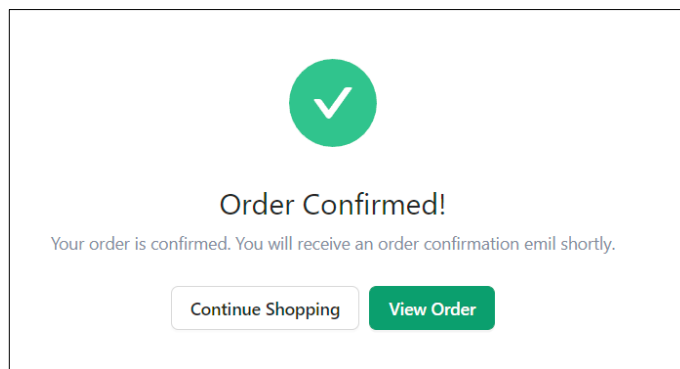 Order Confirmed!
Your order is confirmed. You will receive an order confirmation emil shortly.
Continue Shopping View Order